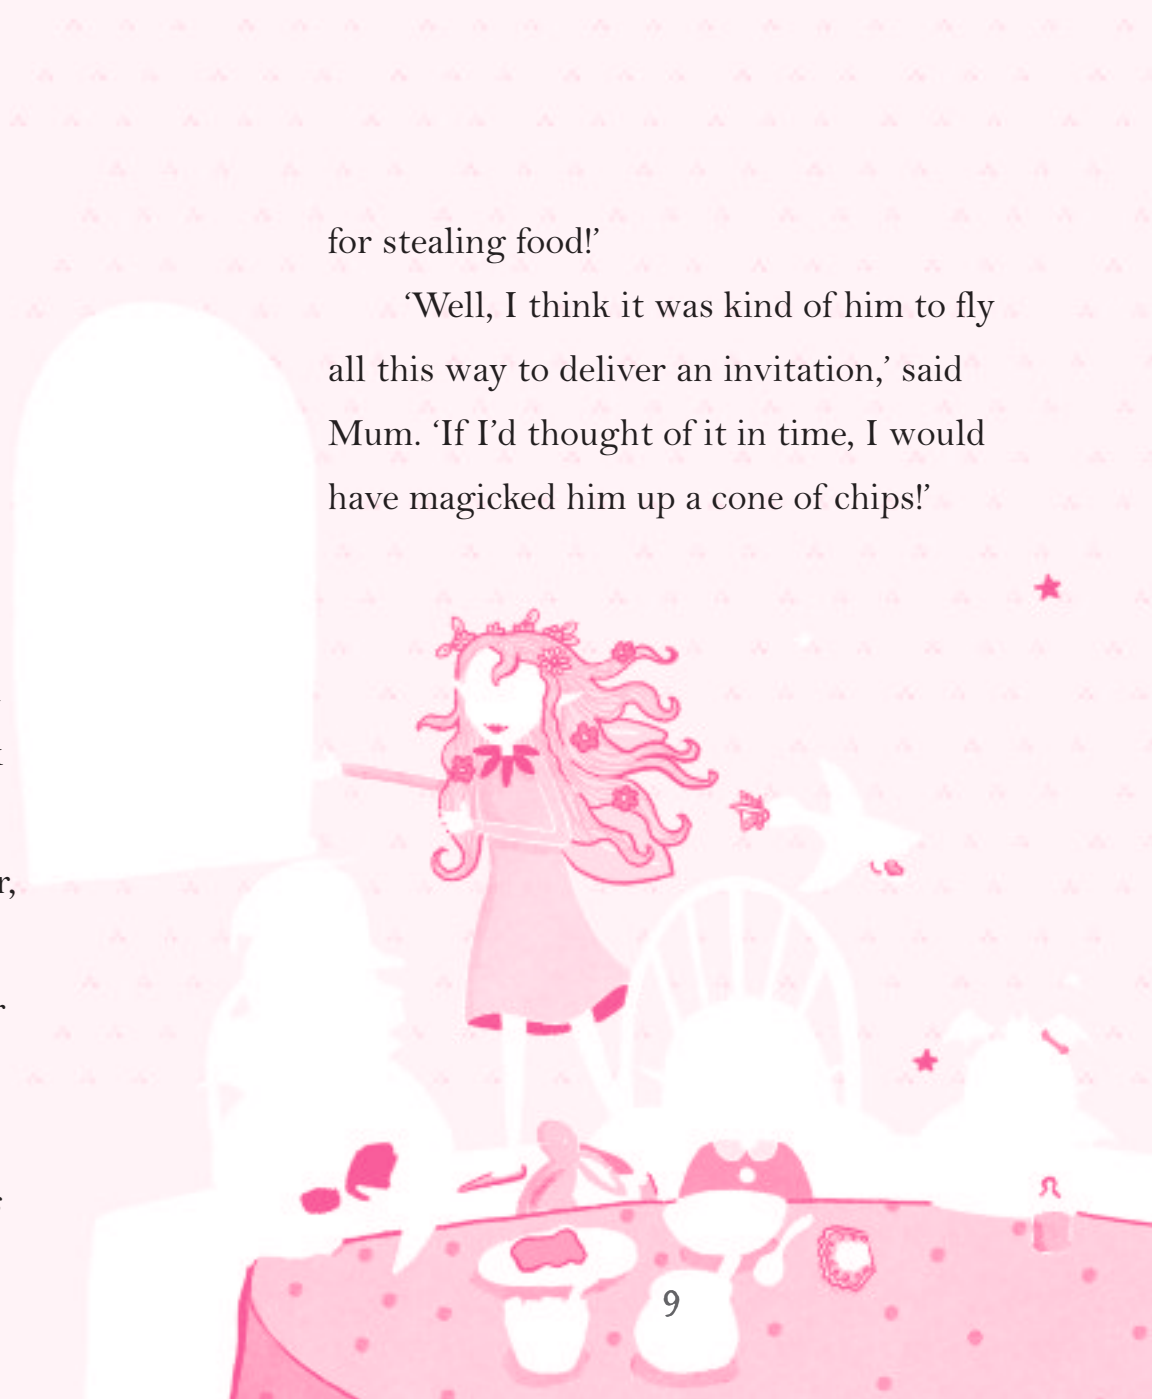 for stealing food!’
‘Well, I think it was kind of him to fly
all this way to deliver an invitation,’ said
Mum. ‘If I’d thought of it in time, I would
have magicked him up a cone of chips!’
r,
r
9